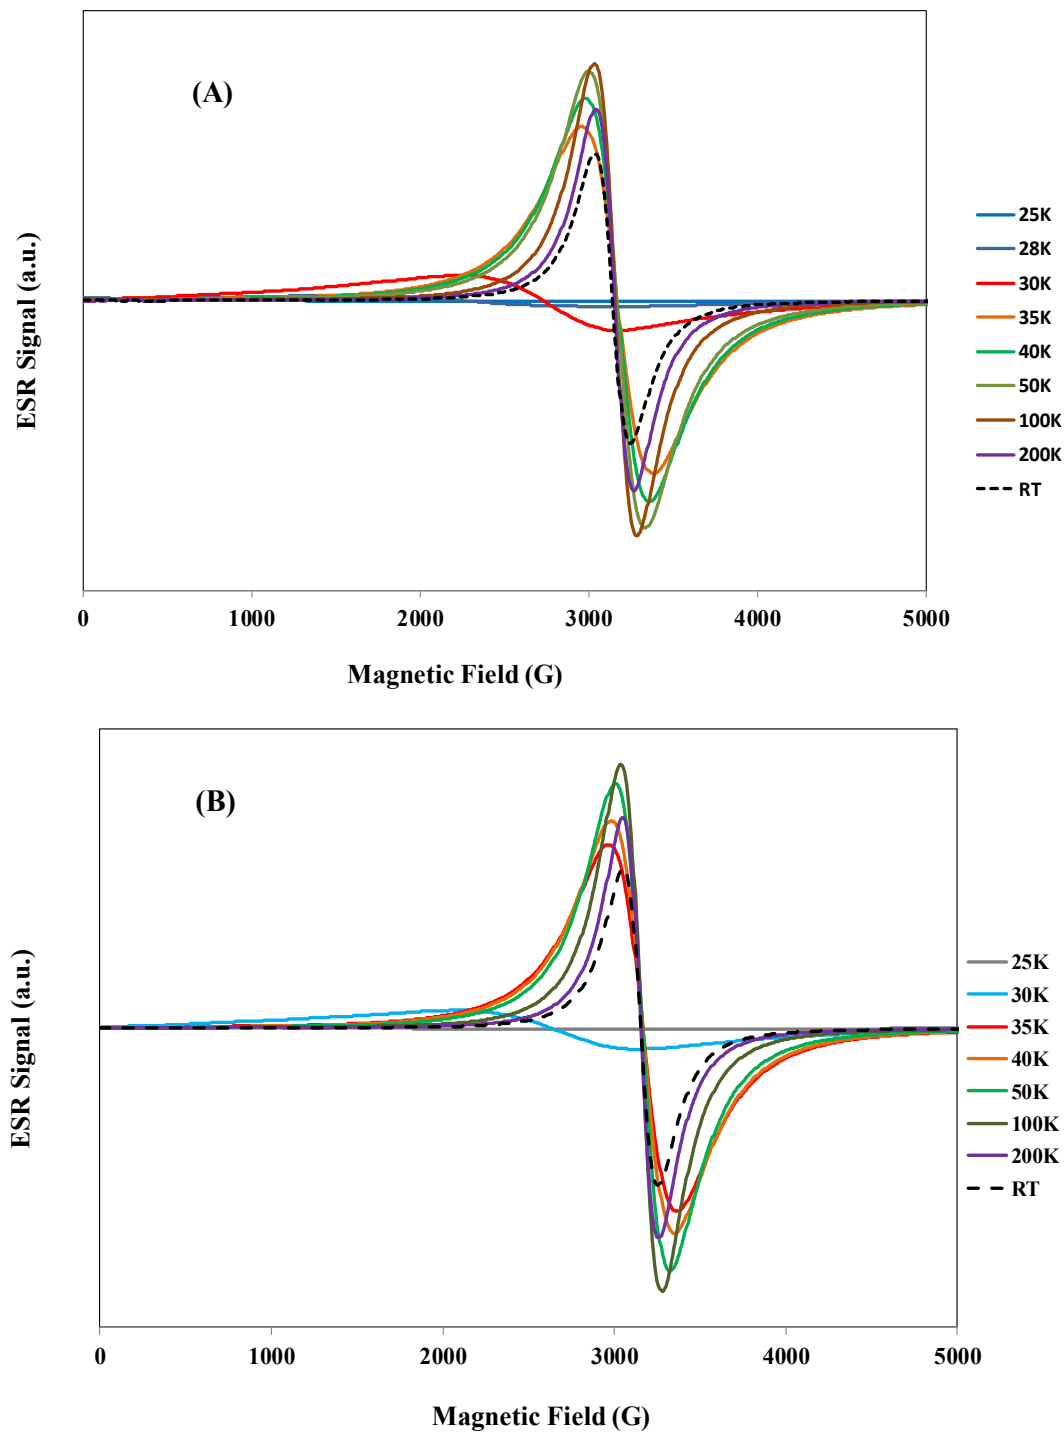 (A)
ESR Signal (a.u.)
25K
28K
30K
35K
40K
50K
100K
200K
RT
0 1000 2000 3000 4000 5000
Magnetic Field (G)
(B)
ESR Signal (a.u.)
25K
30K
35K
40K
50K
100K
200K
RT
0 1000 2000 3000 4000 5000
Magnetic Field (G)